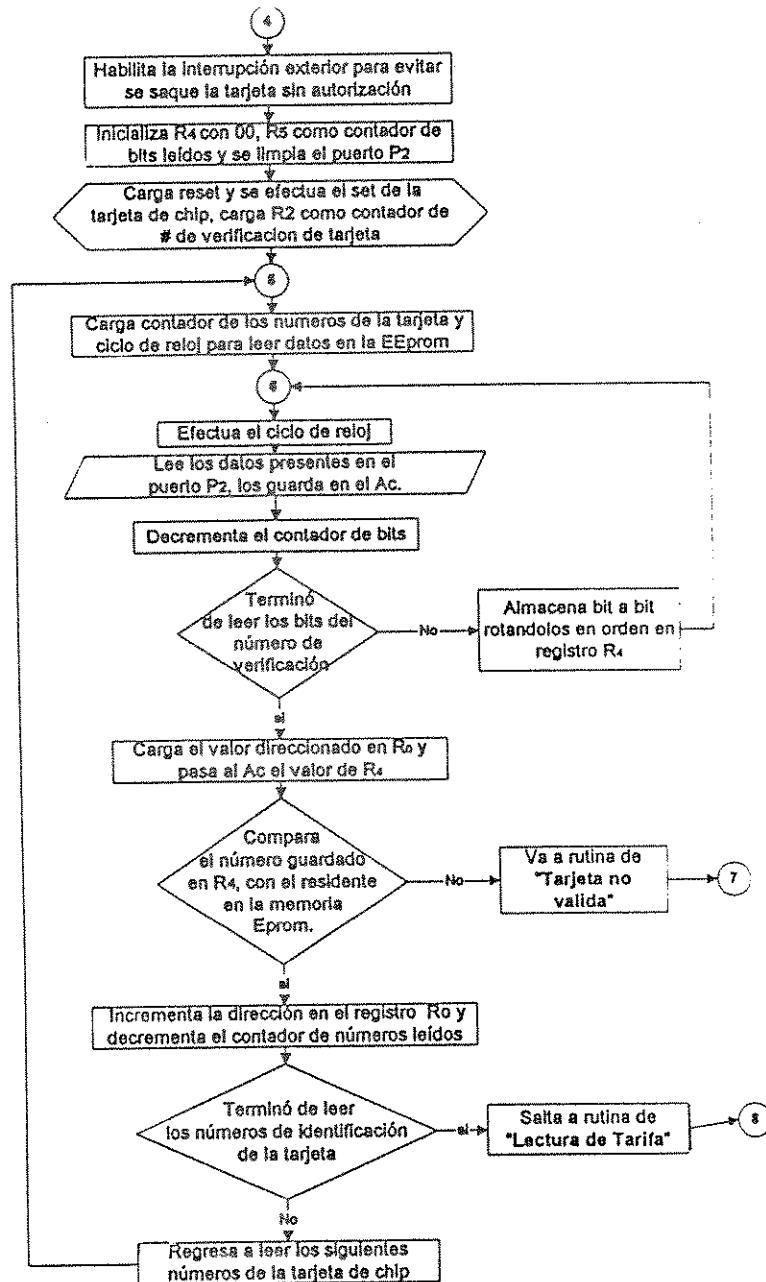 4
Habilita la interrupción exterior para evitar
se saque la tarjeta sin autorización
Inicializa R4 con 00, R5 como contador de
bits leídos y se limpia el puerto P2
Carga reset y se efectua el set de la
tarjeta de chip, carga R2 como contador de
# de verificacion de tarjeta
5
Carga contador de los numeros de la tarjeta y
ciclo de reloj para leer datos en la EEprom
6
Efectua el ciclo de reloj
Lee los datos presentes en el
puerto P2, los guarda en el Ac.
Decrementa el contador de bits
Terminó
de leer los bits del
número de
verificación
No
Almacena bit a bit
rotandolos en orden en
registro R4
si
Carga el valor direccionado en R0 y
pasa al Ac el valor de R4
Compara
el número guardado
en R4, con el residente
en la memoria
Eprom.
No
Va a rutina de
"Tarjeta no
valida"
7
si
Incrementa la dirección en el registro Ro y
decrementa el contador de números leídos
Terminó de leer
los números de identificación
de la tarjeta
si
Salta a rutina de
"Lectura de Tarifa"
8
No
Regresa a leer los siguientes
números de la tarjeta de chip